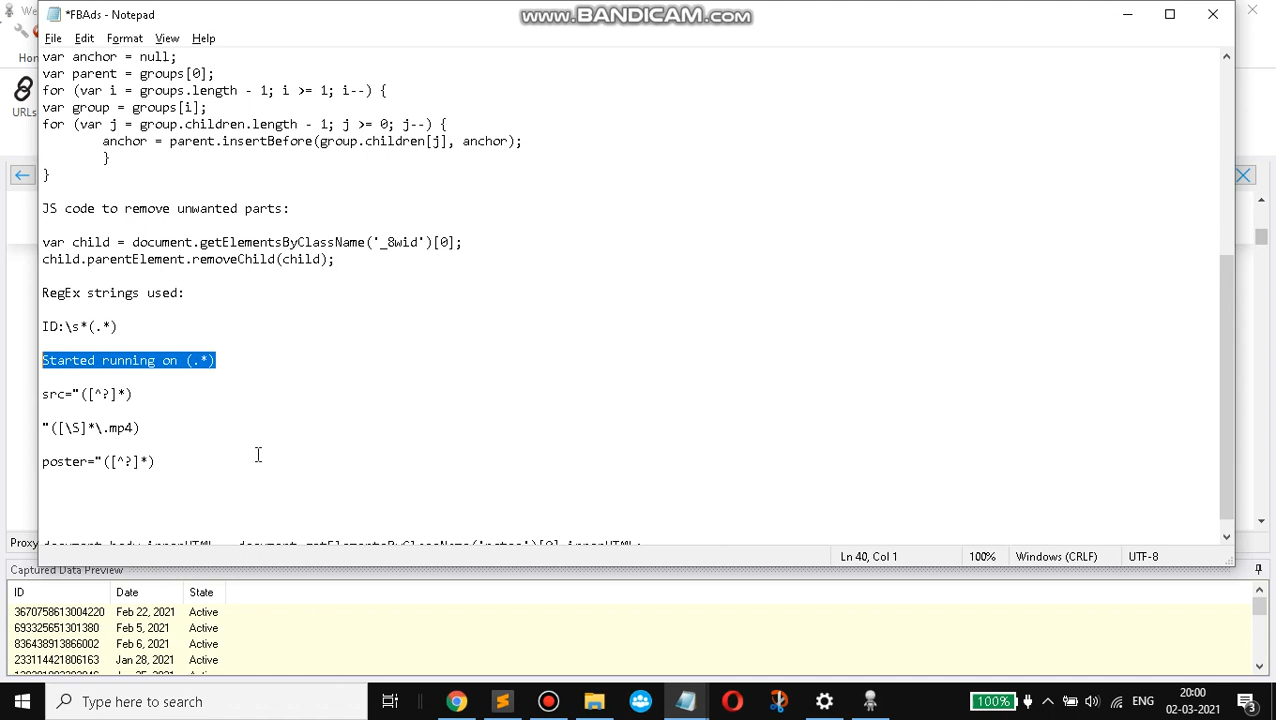 *FBAds - Notepad
www.BANDICAM.com
File Edit Format View Help
var anchor = null;
var parent = groups[0];
for (var i = groups.length - 1; i >= 1; i--) {
var group = groups[i];
for (var j = group.children.length - 1; j >= 0; j--) {
anchor = parent.insertBefore(group.children[j], anchor);
}
}
JS code to remove unwanted parts:
var child = document.getElementsByClassName('_8wid')[0];
child.parentElement.removeChild(child);
RegEx strings used:
ID:\s*(.*)
Started running on (.*)
src="([^?]*)
"([\S]*\.mp4)
poster="([^?]*)
Ln 40, Col 1 100% Windows (CRLF) UTF-8
We
Hom
URLs
Proxy
Captured Data Preview
ID Date State
3670758613004220 Feb 22, 2021 Active
693325651301380 Feb 5, 2021 Active
836438913866002 Feb 6, 2021 Active
233114421806163 Jan 28, 2021 Active
Type here to search
100%
ENG
20:00
02-03-2021
3